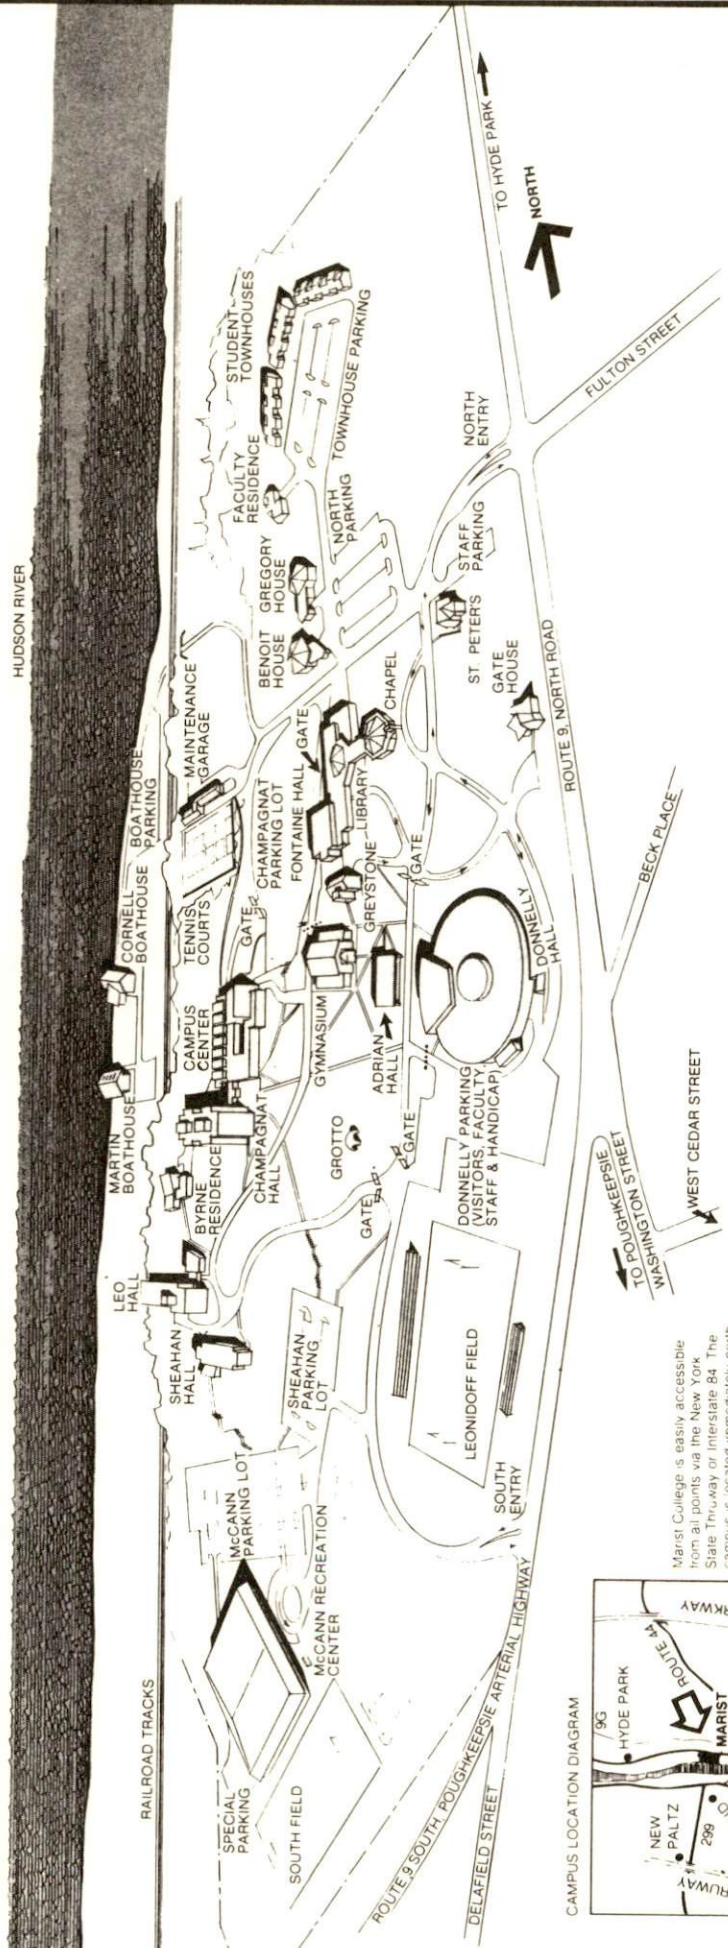 HUDSON RIVER
RAILROAD TRACKS
MARTIN
BOATHOUSE
CORNELL
BOATHOUSE
BOATHOUSE
PARKING
LEO
HALL
SHEAHAN
HALL
BYRNE
RESIDENCE
CHAMPAGNAT
HALL
CAMPUS
CENTER
TENNIS
COURTS
MAINTENANCE
GARAGE
GATE
CHAMPAGNAT
PARKING LOT
FONTAINE HALL
GATE
BENOIT
HOUSE
GREGORY
HOUSE
FACULTY
RESIDENCE
STUDENT
TOWNHOUSES
TOWNHOUSE PARKING
NORTH
PARKING
SPECIAL
PARKING
SOUTH FIELD
McCANN
PARKING LOT
McCANN RECREATION
CENTER
SHEAHAN
PARKING
LOT
GROTTO
GYMNASIUM
ADRIAN
HALL
GREYSTONE
LIBRARY
CHAPEL
GATE
GATE
GATE
ST. PETER'S
GATE
HOUSE
STAFF
PARKING
NORTH
ENTRY
DONNELLY
HALL
DONNELLY PARKING
(VISITORS, FACULTY
STAFF & HANDICAP)
LEONIDOFF FIELD
SOUTH
ENTRY
ROUTE 9 SOUTH, POUGHKEEPSIE ARTERIAL HIGHWAY
DELAFIELD STREET
ROUTE 9, NORTH ROAD
TO HYDE PARK
NORTH
FULTON STREET
BECK PLACE
WEST CEDAR STREET
TO POUGHKEEPSIE
WASHINGTON STREET
CAMPUS LOCATION DIAGRAM
9G
HYDE PARK
ROUTE 44
NEW
PALTZ
299
MARIST
Marist College is easily accessible
from all points via the New York
State Thruway or Interstate 84. The